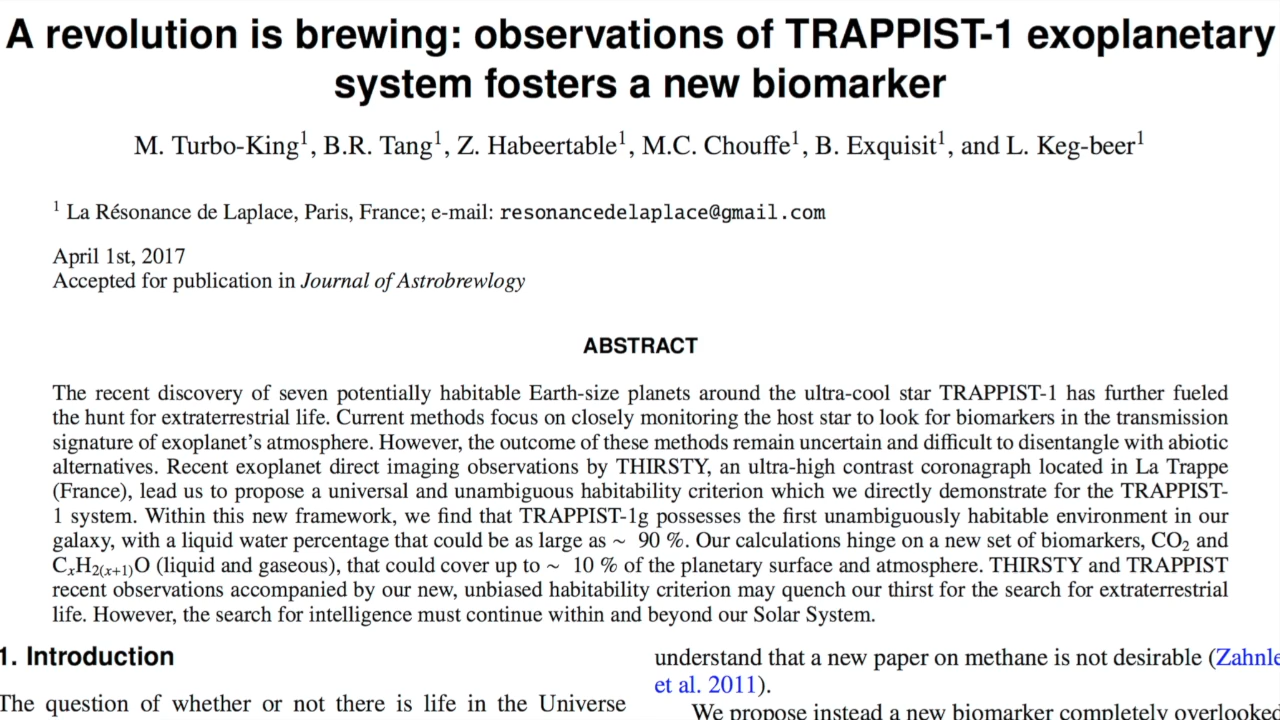 A revolution is brewing: observations of TRAPPIST-1 exoplanetary
system fosters a new biomarker
M. Turbo-King¹, B.R. Tang¹, Z. Habeertable¹, M.C. Chouffe¹, B. Exquisit¹, and L. Keg-beer¹
¹ La Résonance de Laplace, Paris, France; e-mail: resonancedelaplace@gmail.com
April 1st, 2017
Accepted for publication in Journal of Astrobrewlogy
ABSTRACT
The recent discovery of seven potentially habitable Earth-size planets around the ultra-cool star TRAPPIST-1 has further fueled
the hunt for extraterrestrial life. Current methods focus on closely monitoring the host star to look for biomarkers in the transmission
signature of exoplanet's atmosphere. However, the outcome of these methods remain uncertain and difficult to disentangle with abiotic
alternatives. Recent exoplanet direct imaging observations by THIRSTY, an ultra-high contrast coronagraph located in La Trappe
(France), lead us to propose a universal and unambiguous habitability criterion which we directly demonstrate for the TRAPPIST-
1 system. Within this new framework, we find that TRAPPIST-1g possesses the first unambiguously habitable environment in our
galaxy, with a liquid water percentage that could be as large as ~ 90 %. Our calculations hinge on a new set of biomarkers, CO₂ and
CₓH₂₍ₓ₊₁₎O (liquid and gaseous), that could cover up to ~ 10 % of the planetary surface and atmosphere. THIRSTY and TRAPPIST
recent observations accompanied by our new, unbiased habitability criterion may quench our thirst for the search for extraterrestrial
life. However, the search for intelligence must continue within and beyond our Solar System.
1. Introduction
The question of whether or not there is life in the Universe
understand that a new paper on methane is not desirable (Zahnle
et al. 2011).
We propose instead a new biomarker completely overlooked